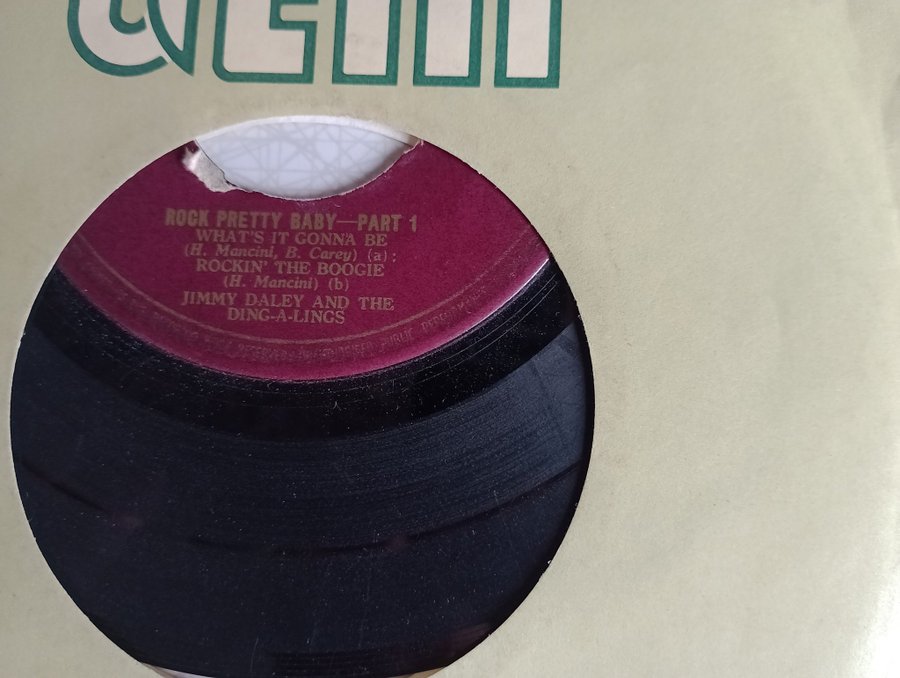 ROCK PRETTY BABY—PART 1
WHAT'S IT GONNA BE
(H. Mancini, B. Carey) (a):
ROCKIN' THE BOOGIE
(H. Mancini) (b)
JIMMY DALEY AND THE
DING-A-LINGS
PUBLIC